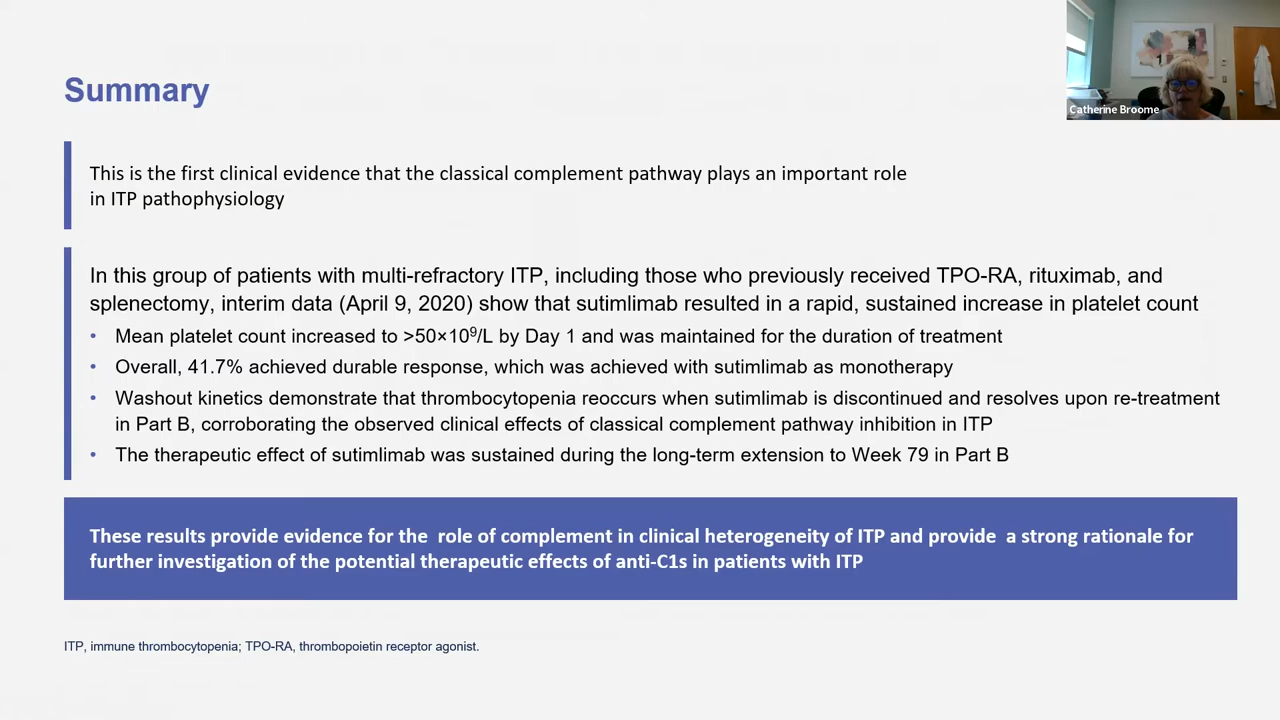 Summary
Catherine Broome
This is the first clinical evidence that the classical complement pathway plays an important role
in ITP pathophysiology
In this group of patients with multi-refractory ITP, including those who previously received TPO-RA, rituximab, and
splenectomy, interim data (April 9, 2020) show that sutimlimab resulted in a rapid, sustained increase in platelet count
• Mean platelet count increased to >50×10⁹/L by Day 1 and was maintained for the duration of treatment
• Overall, 41.7% achieved durable response, which was achieved with sutimlimab as monotherapy
• Washout kinetics demonstrate that thrombocytopenia reoccurs when sutimlimab is discontinued and resolves upon re-treatment
in Part B, corroborating the observed clinical effects of classical complement pathway inhibition in ITP
• The therapeutic effect of sutimlimab was sustained during the long-term extension to Week 79 in Part B
These results provide evidence for the role of complement in clinical heterogeneity of ITP and provide a strong rationale for
further investigation of the potential therapeutic effects of anti-C1s in patients with ITP
ITP, immune thrombocytopenia; TPO-RA, thrombopoietin receptor agonist.